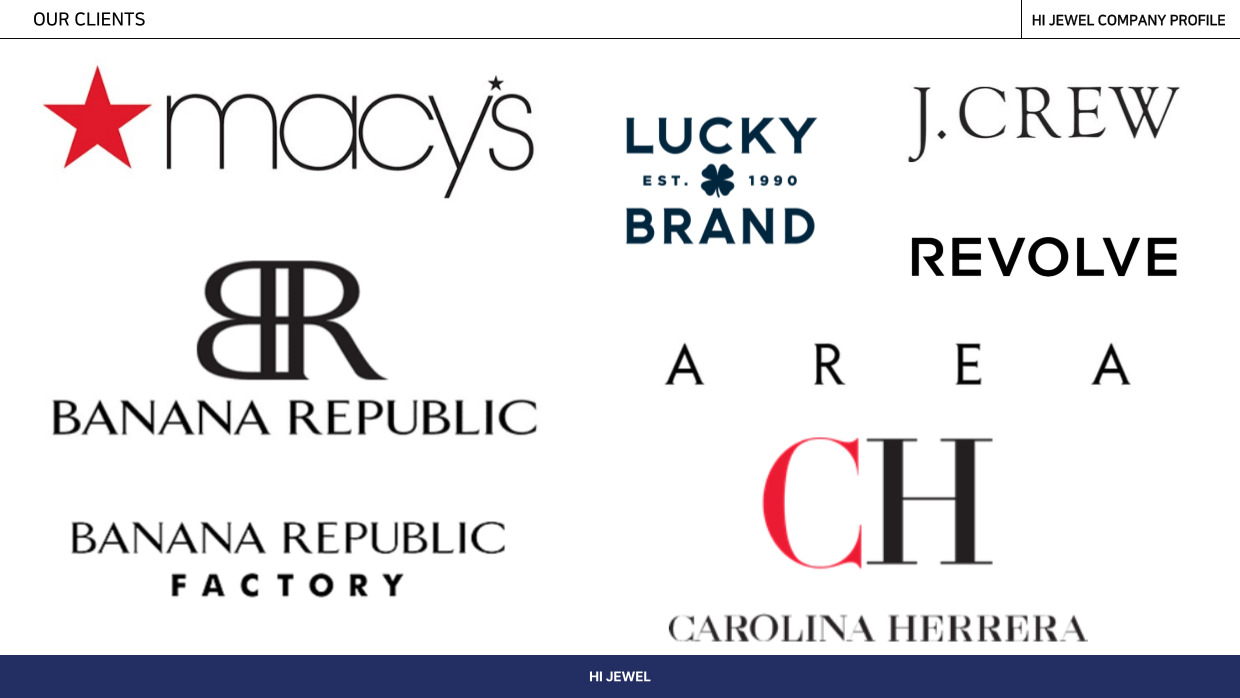 OUR CLIENTS
HI JEWEL COMPANY PROFILE
macy's
LUCKY
EST. 1990
BRAND
J.CREW
REVOLVE
BR
BANANA REPUBLIC
AREA
BANANA REPUBLIC
FACTORY
CH
CAROLINA HERRERA
HI JEWEL